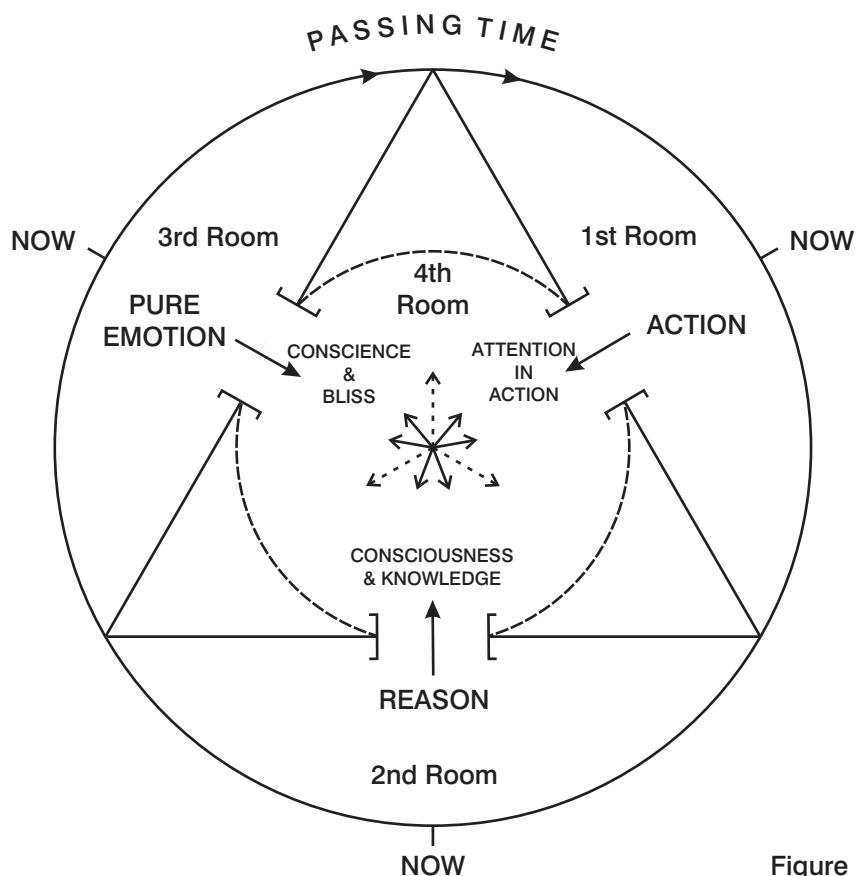 PASSING TIME
NOW
3rd Room
1st Room
NOW
4th
Room
PURE
EMOTION
ACTION
CONSCIENCE
&
BLISS
ATTENTION
IN
ACTION
CONSCIOUSNESS
& KNOWLEDGE
REASON
2nd Room
NOW
Figure